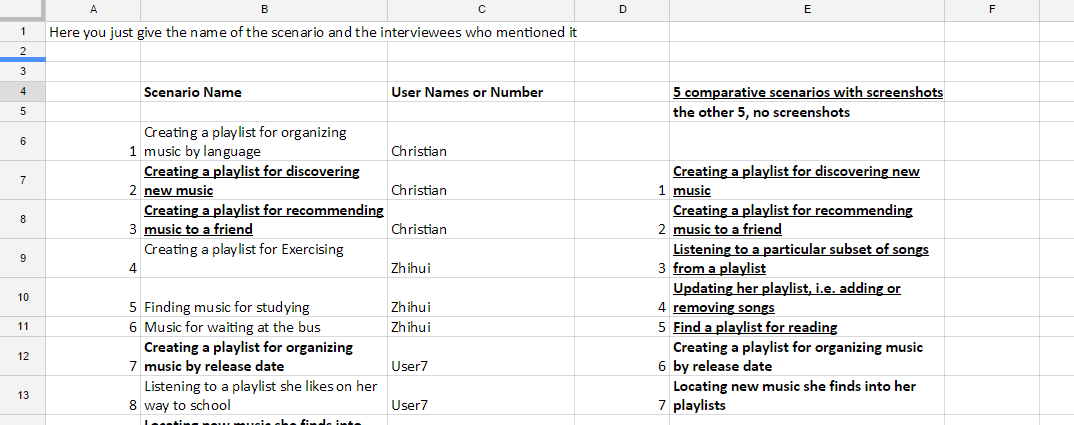 A B C D E F
1 Here you just give the name of the scenario and the interviewees who mentioned it
2
3
4 Scenario Name User Names or Number 5 comparative scenarios with screenshots
5 the other 5, no screenshots
6 Creating a playlist for organizing
1 music by language Christian
7 Creating a playlist for discovering Creating a playlist for discovering new
2 new music Christian 1 music
8 Creating a playlist for recommending Creating a playlist for recommending
3 music to a friend Christian 2 music to a friend
9 Creating a playlist for Exercising Listening to a particular subset of songs
4 Zhihui 3 from a playlist
10 Updating her playlist, i.e. adding or
5 Finding music for studying Zhihui 4 removing songs
11 6 Music for waiting at the bus Zhihui 5 Find a playlist for reading
12 Creating a playlist for organizing Creating a playlist for organizing music
7 music by release date User7 6 by release date
13 Listening to a playlist she likes on her Locating new music she finds into her
8 way to school User7 7 playlists
Locating new music she finds into